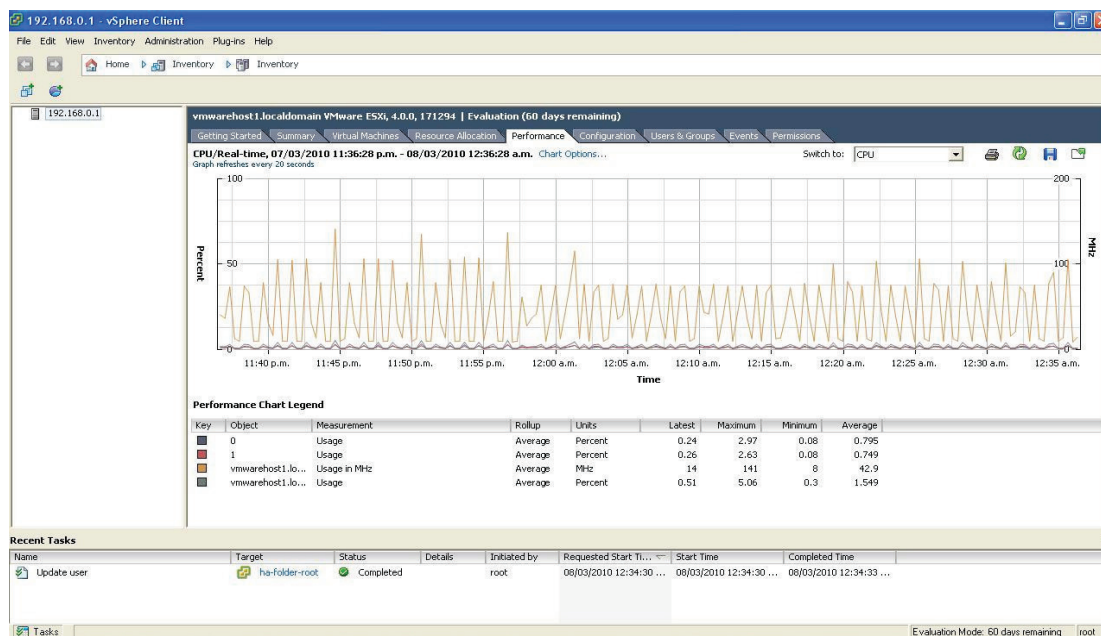 192.168.0.1 - vSphere Client
File Edit View Inventory Administration Plug-ins Help
Home Inventory Inventory
192.168.0.1
vmwarehost1.localdomain VMware ESXi, 4.0.0, 171294 | Evaluation (60 days remaining)
Getting Started Summary Virtual Machines Resource Allocation Performance Configuration Users & Groups Events Permissions
CPU/Real-time, 07/03/2010 11:36:28 p.m. - 08/03/2010 12:36:28 a.m. Chart Options... Switch to: CPU
Graph refreshes every 20 seconds
100 200
Percent
MHz
50 100
0 0
11:40 p.m. 11:45 p.m. 11:50 p.m. 11:55 p.m. 12:00 a.m. 12:05 a.m. 12:10 a.m. 12:15 a.m. 12:20 a.m. 12:25 a.m. 12:30 a.m. 12:35 a.m.
Time
Performance Chart Legend
Key Object Measurement Rollup Units Latest Maximum Minimum Average
0 Usage Average Percent 0.24 2.97 0.08 0.795
1 Usage Average Percent 0.26 2.63 0.08 0.749
vmwarehost1.lo... Usage in MHz Average MHz 14 141 8 42.9
vmwarehost1.lo... Usage Average Percent 0.51 5.06 0.3 1.549
Recent Tasks
Name Target Status Details Initiated by Requested Start Ti... Start Time Completed Time
Update user ha-folder-root Completed root 08/03/2010 12:34:30 ... 08/03/2010 12:34:30 ... 08/03/2010 12:34:33 ...
Tasks Evaluation Mode: 60 days remaining root